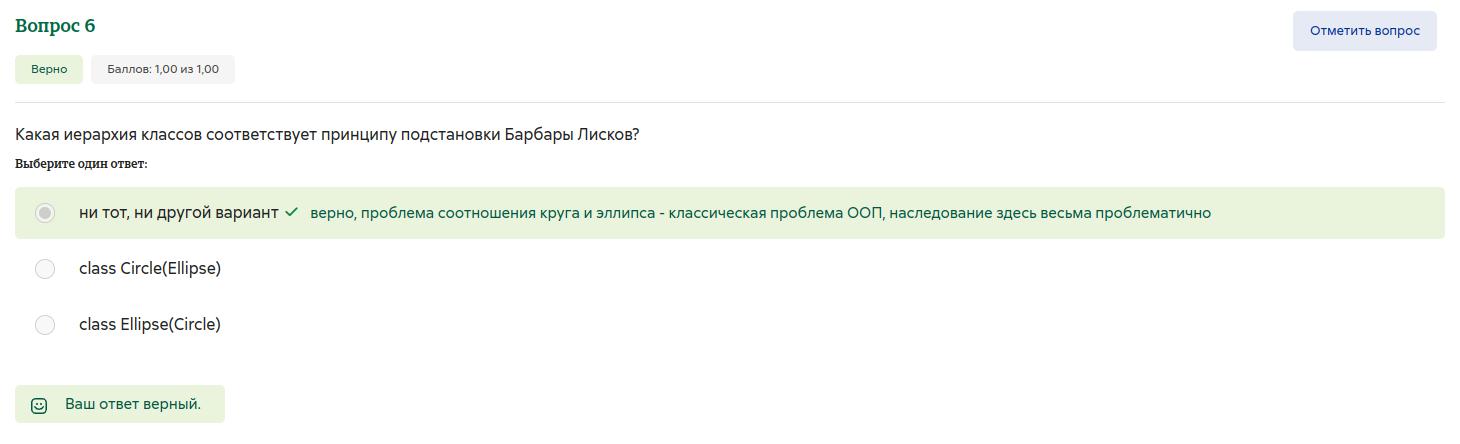 Вопрос 6
Отметить вопрос
Верно
Баллов: 1,00 из 1,00
Какая иерархия классов соответствует принципу подстановки Барбары Лисков?
Выберите один ответ:
ни тот, ни другой вариант верно, проблема соотношения круга и эллипса - классическая проблема ООП, наследование здесь весьма проблематично
class Circle(Ellipse)
class Ellipse(Circle)
Ваш ответ верный.